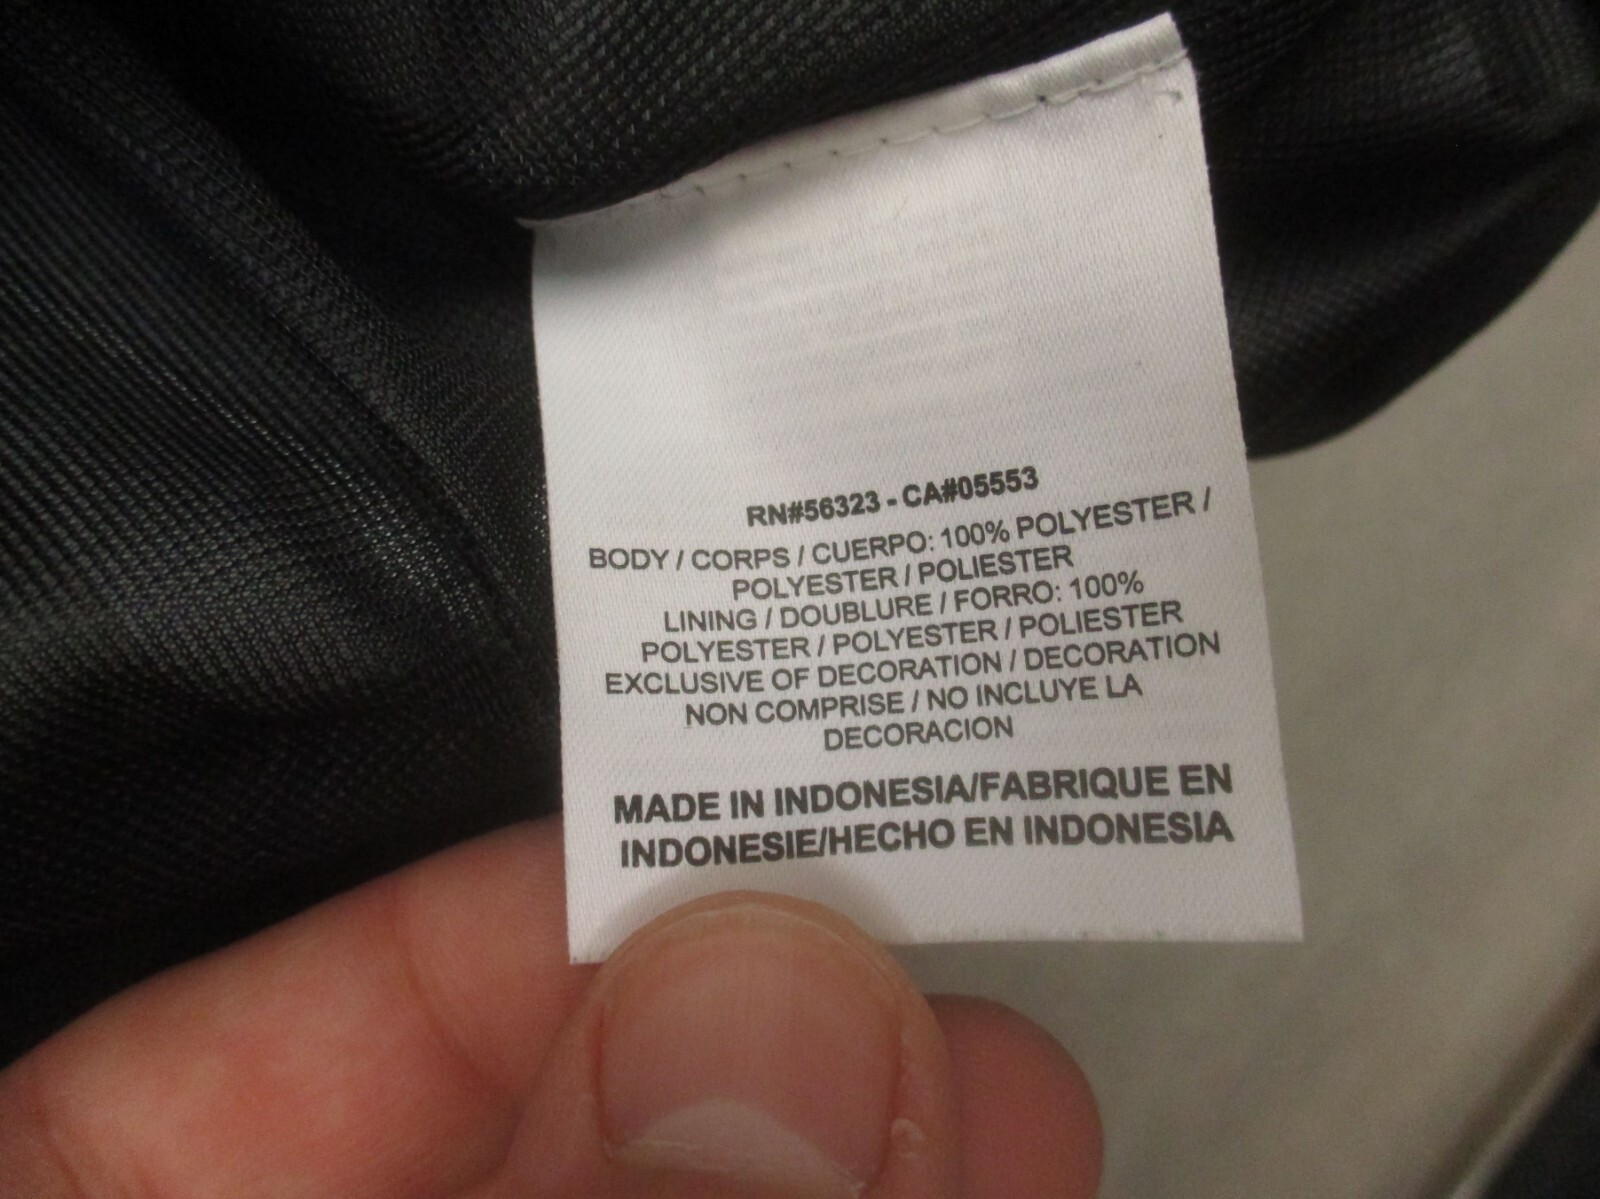 RN#56323 - CA#05553
BODY / CORPS / CUERPO: 100% POLYESTER /
POLYESTER / POLIESTER
LINING / DOUBLURE / FORRO: 100%
POLYESTER / POLYESTER / POLIESTER
EXCLUSIVE OF DECORATION / DECORATION
NON COMPRISE / NO INCLUYE LA
DECORACION
MADE IN INDONESIA/FABRIQUE EN
INDONESIE/HECHO EN INDONESIA